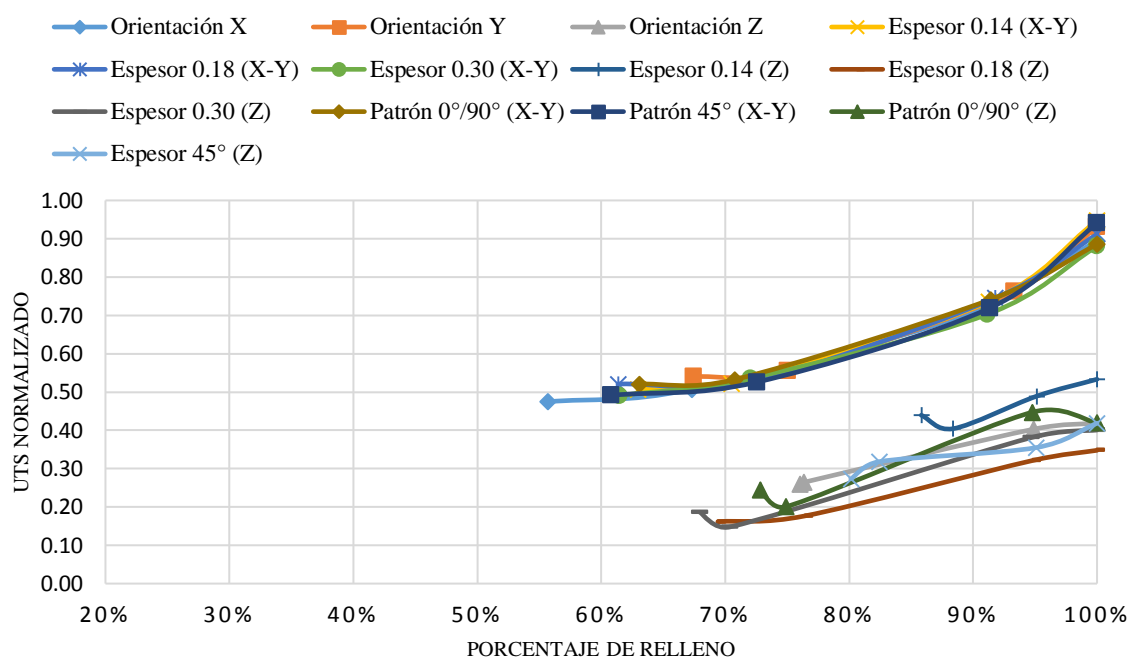 Orientación X Orientación Y Orientación Z Espesor 0.14 (X-Y)
Espesor 0.18 (X-Y) Espesor 0.30 (X-Y) Espesor 0.14 (Z) Espesor 0.18 (Z)
Espesor 0.30 (Z) Patrón 0°/90° (X-Y) Patrón 45° (X-Y) Patrón 0°/90° (Z)
Espesor 45° (Z)
UTS NORMALIZADO
1.00
0.90
0.80
0.70
0.60
0.50
0.40
0.30
0.20
0.10
0.00
20% 30% 40% 50% 60% 70% 80% 90% 100%
PORCENTAJE DE RELLENO